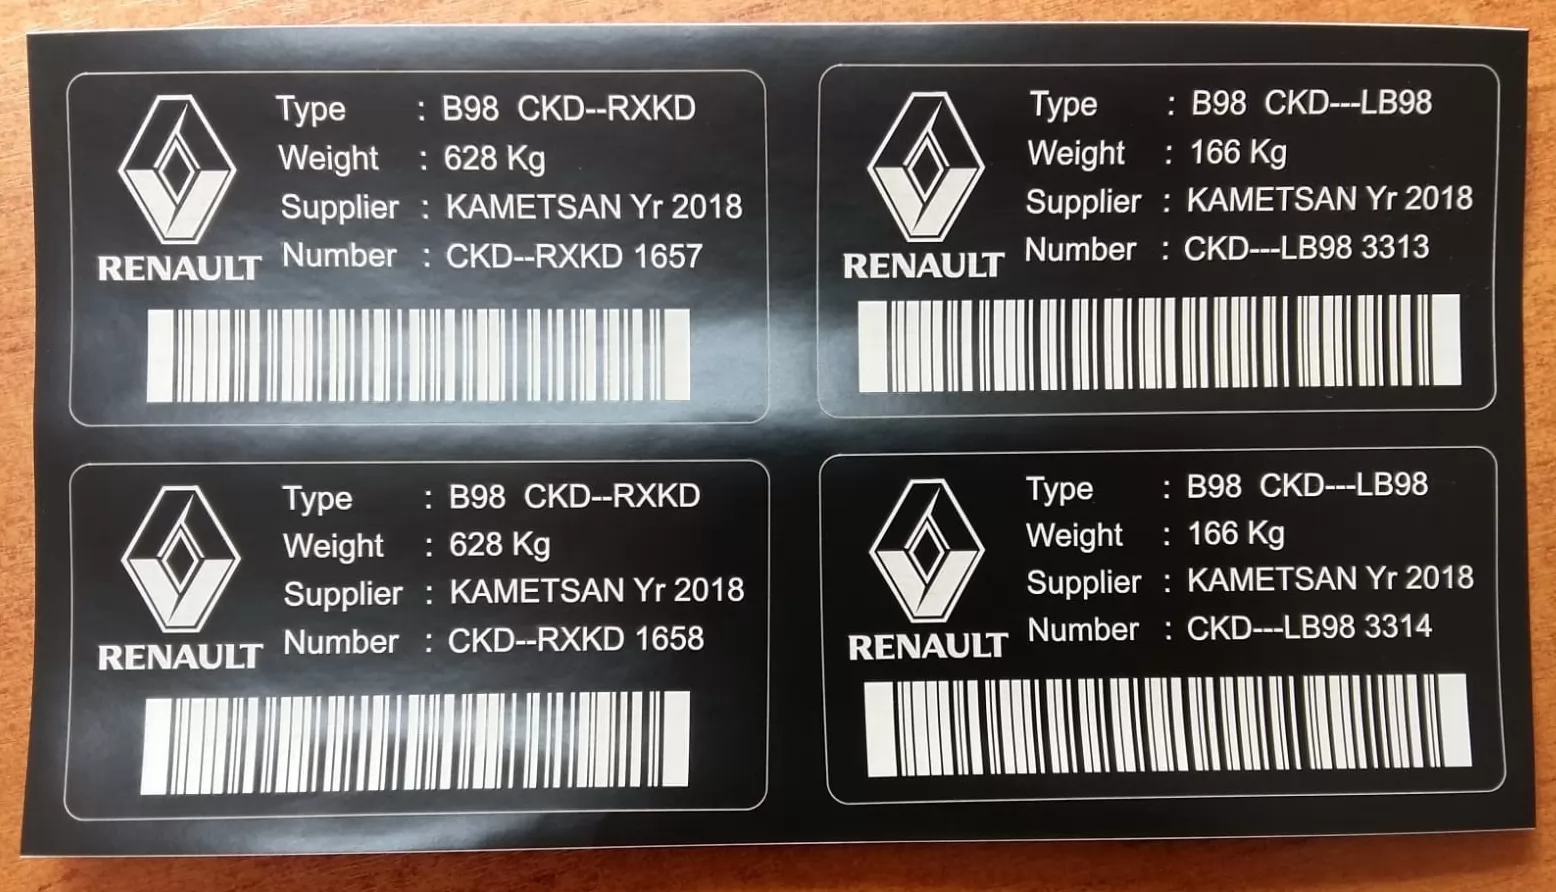 RENAULT
Type : B98 CKD--RXKD
Weight : 628 Kg
Supplier : KAMETSAN Yr 2018
Number : CKD--RXKD 1657
RENAULT
Type : B98 CKD---LB98
Weight : 166 Kg
Supplier : KAMETSAN Yr 2018
Number : CKD---LB98 3313
RENAULT
Type : B98 CKD--RXKD
Weight : 628 Kg
Supplier : KAMETSAN Yr 2018
Number : CKD--RXKD 1658
RENAULT
Type : B98 CKD---LB98
Weight : 166 Kg
Supplier : KAMETSAN Yr 2018
Number : CKD---LB98 3314